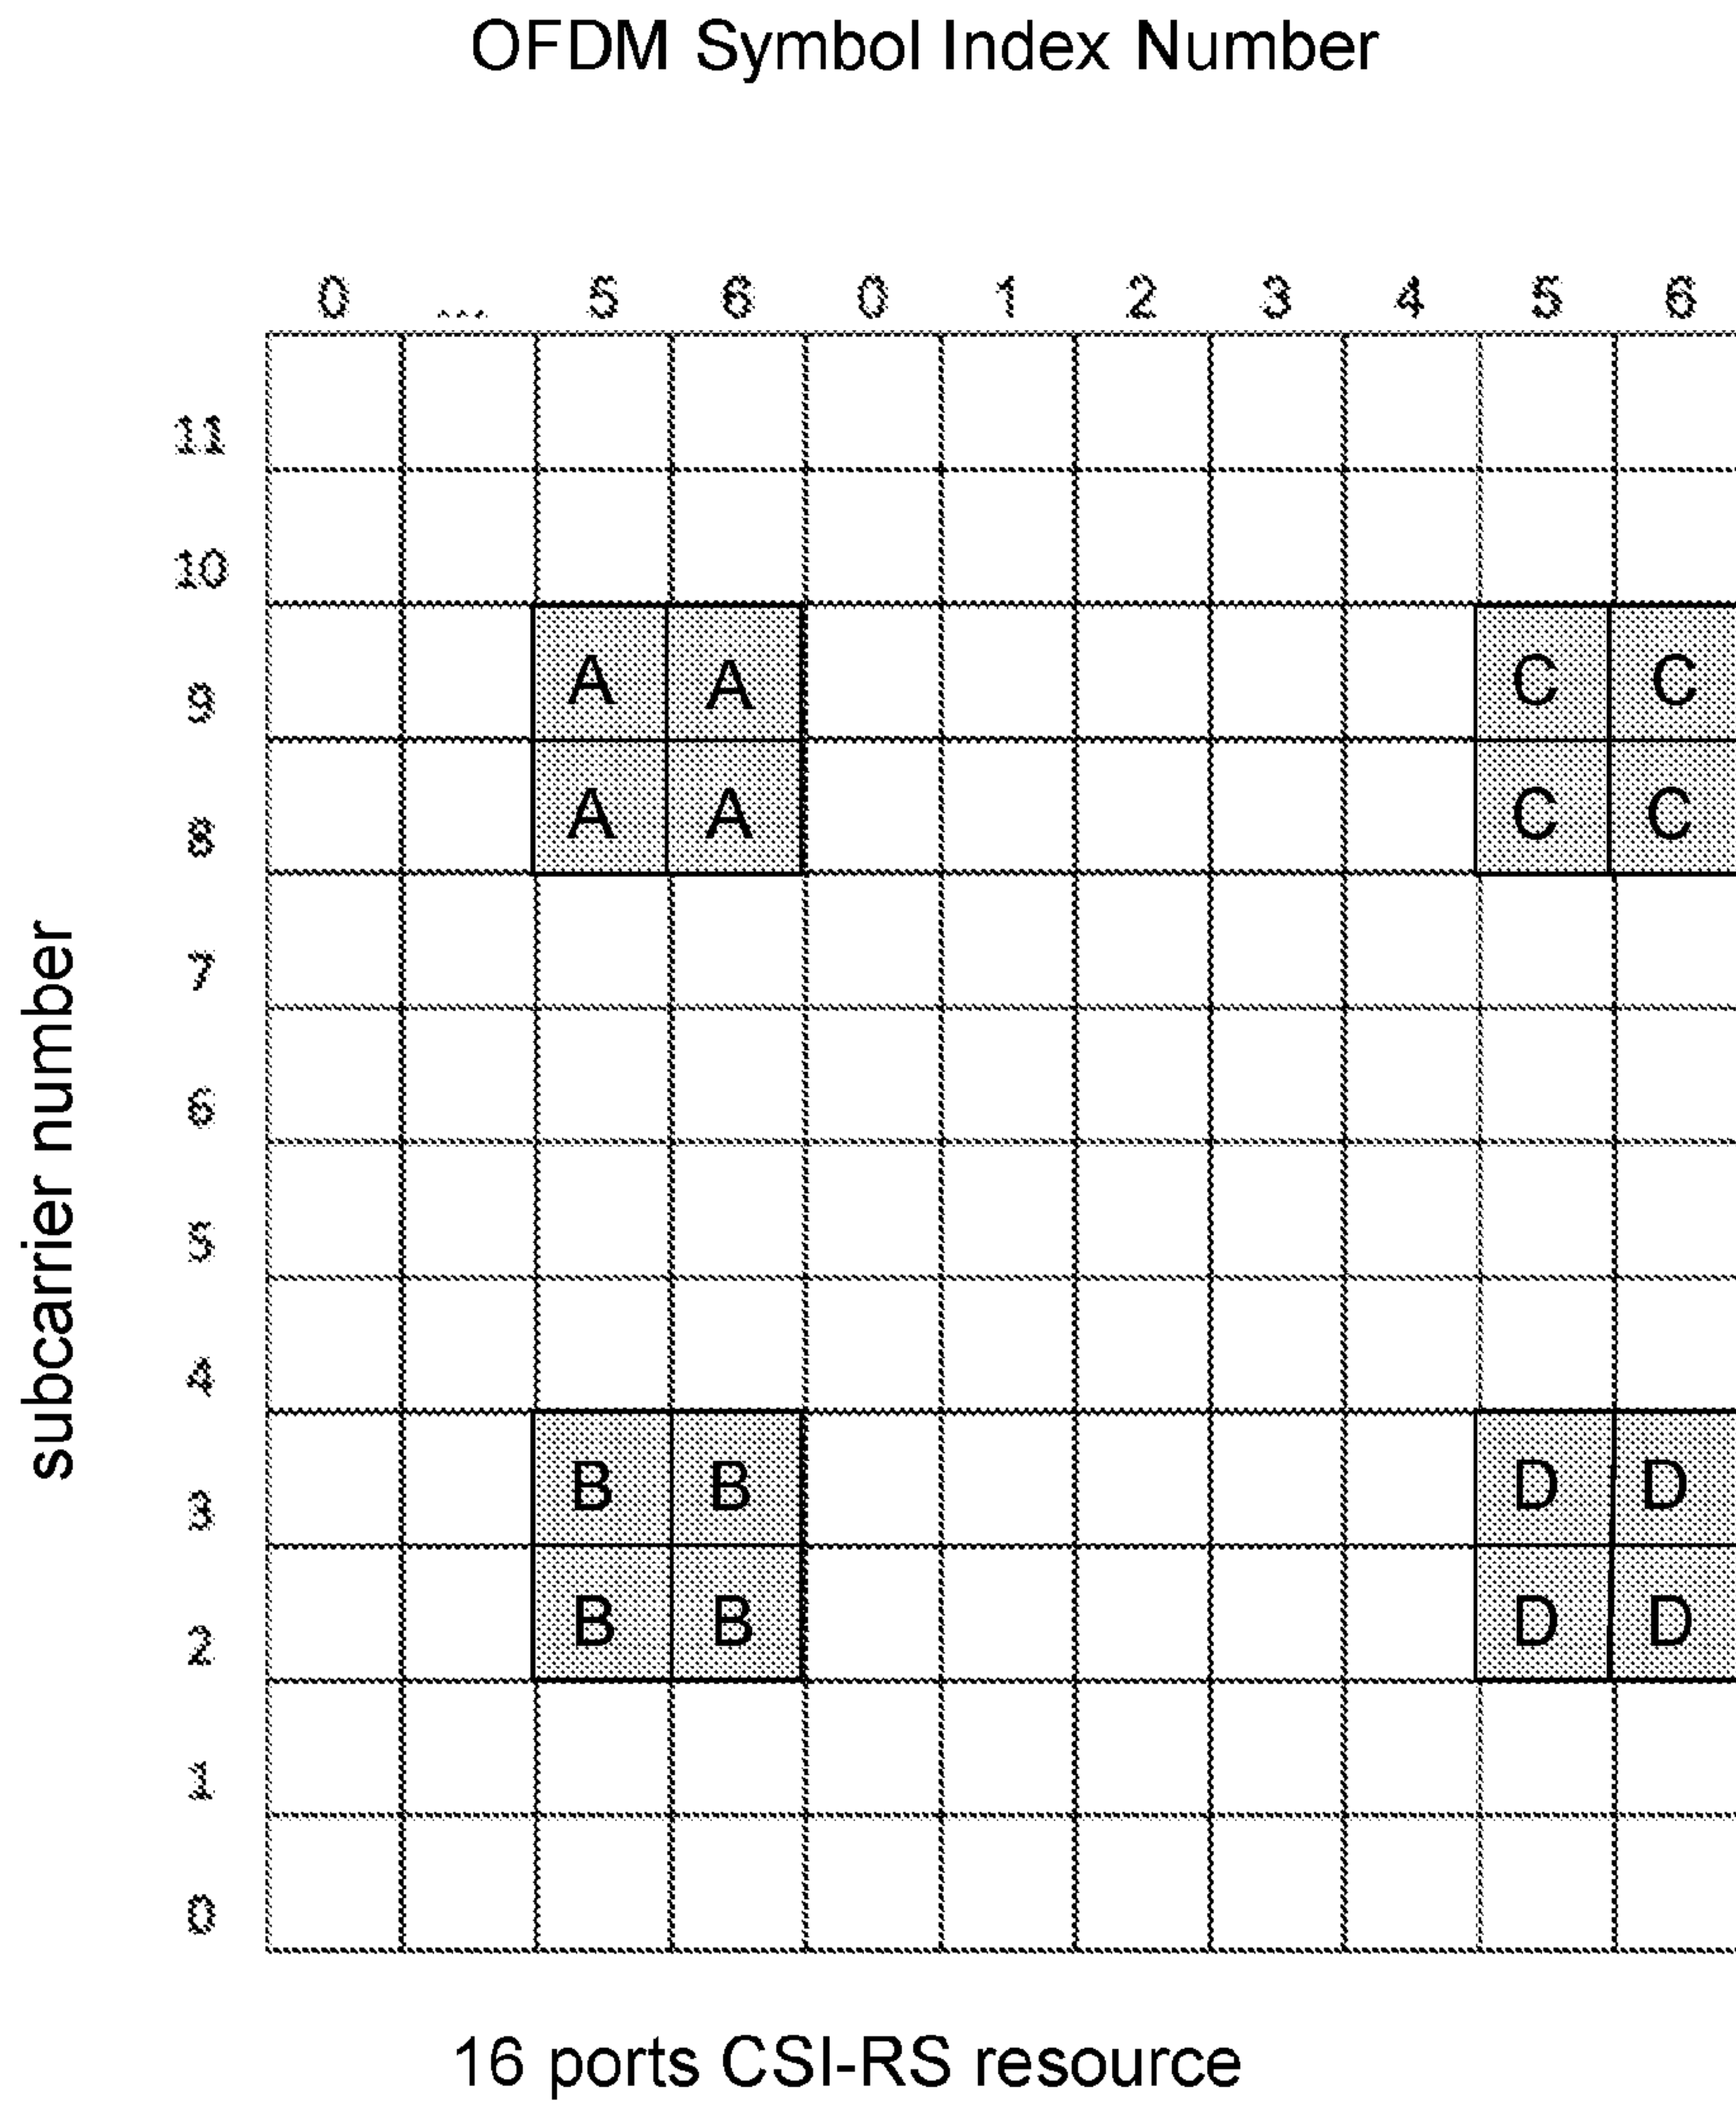 OFDM Symbol Index Number
0 ... 5 6 0 1 2 3 4 5 6
11
10
9 A A C C
8 A A C C
7
6
5
4
3 B B D D
2 B B D D
1
0
subcarrier number
16 ports CSI-RS resource